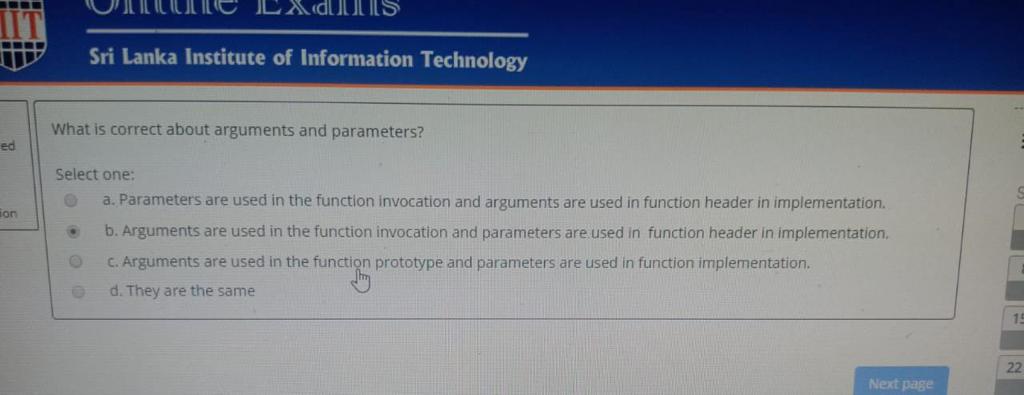 Online Exams
IIT
Sri Lanka Institute of Information Technology
What is correct about arguments and parameters?
ed
Select one:
a. Parameters are used in the function invocation and arguments are used in function header in implementation.
ion
b. Arguments are used in the function invocation and parameters are used in function header in implementation.
c. Arguments are used in the function prototype and parameters are used in function implementation.
d. They are the same
15
22
Next page